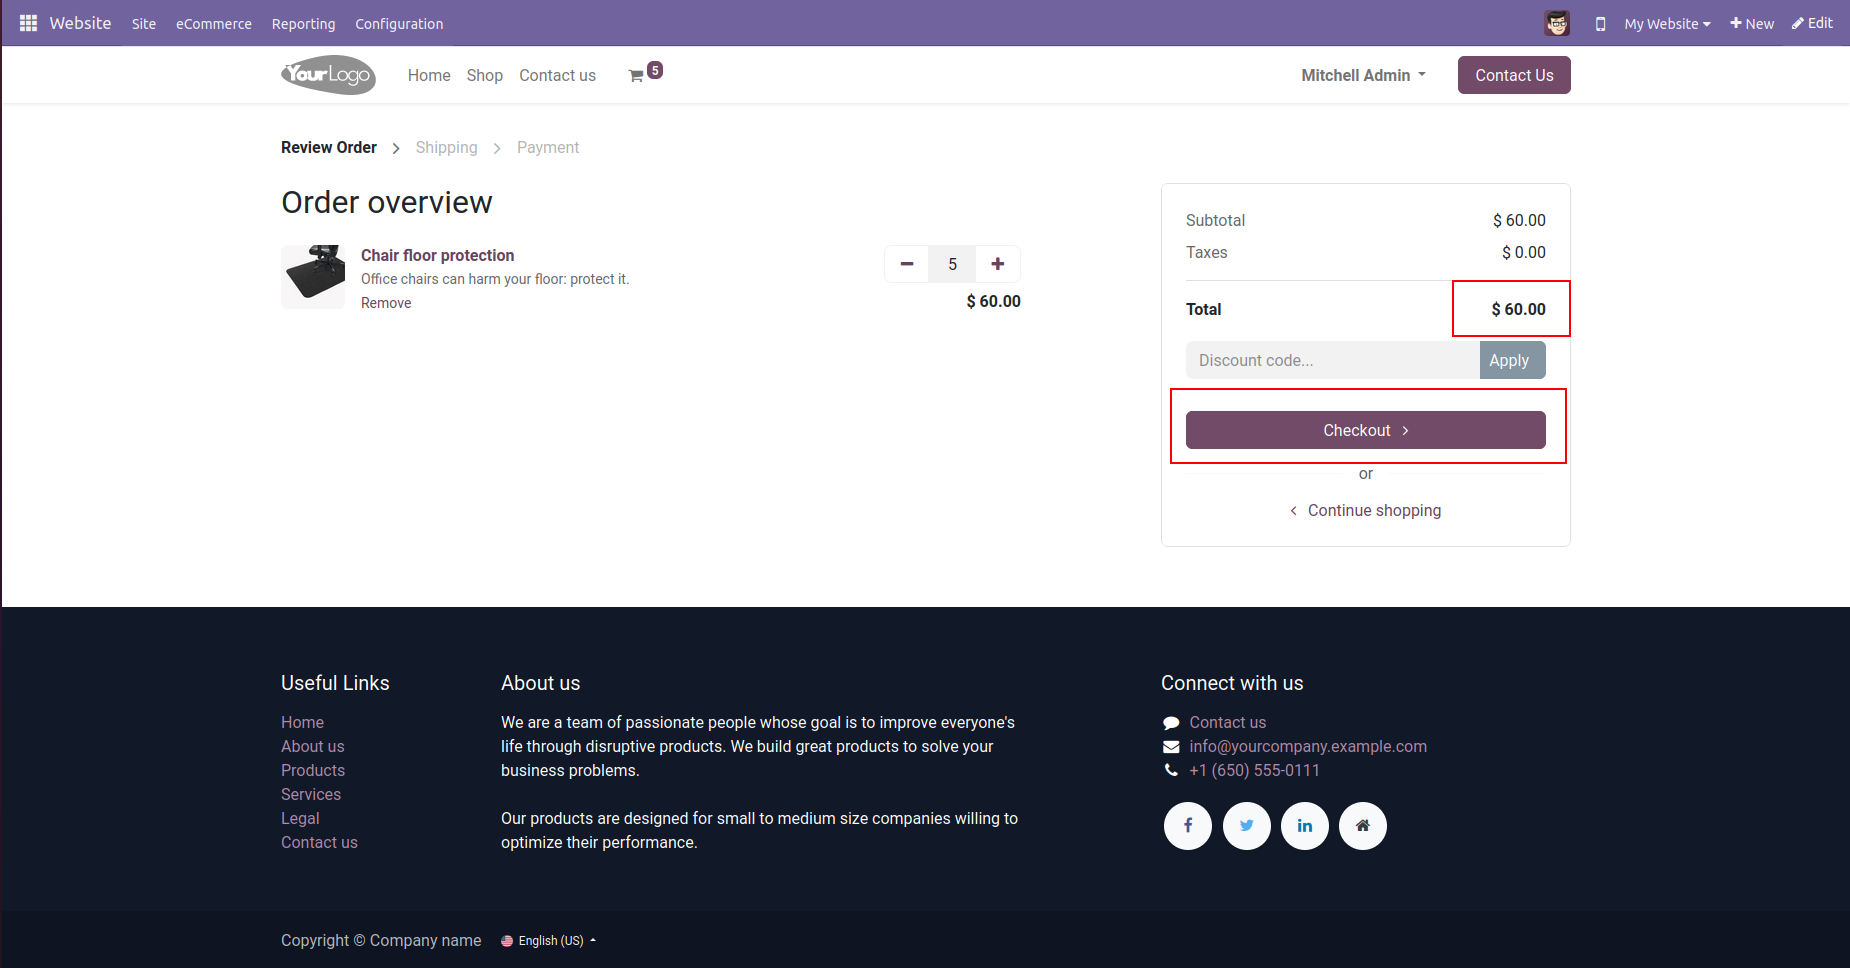 Website Site eCommerce Reporting Configuration My Website New Edit
YourLogo Home Shop Contact us 5 Mitchell Admin Contact Us
Review Order Shipping Payment
Order overview
Chair floor protection
Office chairs can harm your floor: protect it.
Remove
5
$ 60.00
Subtotal $ 60.00
Taxes $ 0.00
Total $ 60.00
Discount code... Apply
Checkout
or
Continue shopping
Useful Links
Home
About us
Products
Services
Legal
Contact us
About us
We are a team of passionate people whose goal is to improve everyone's
life through disruptive products. We build great products to solve your
business problems.
Our products are designed for small to medium size companies willing to
optimize their performance.
Connect with us
Contact us
info@yourcompany.example.com
+1 (650) 555-0111
Copyright © Company name English (US)